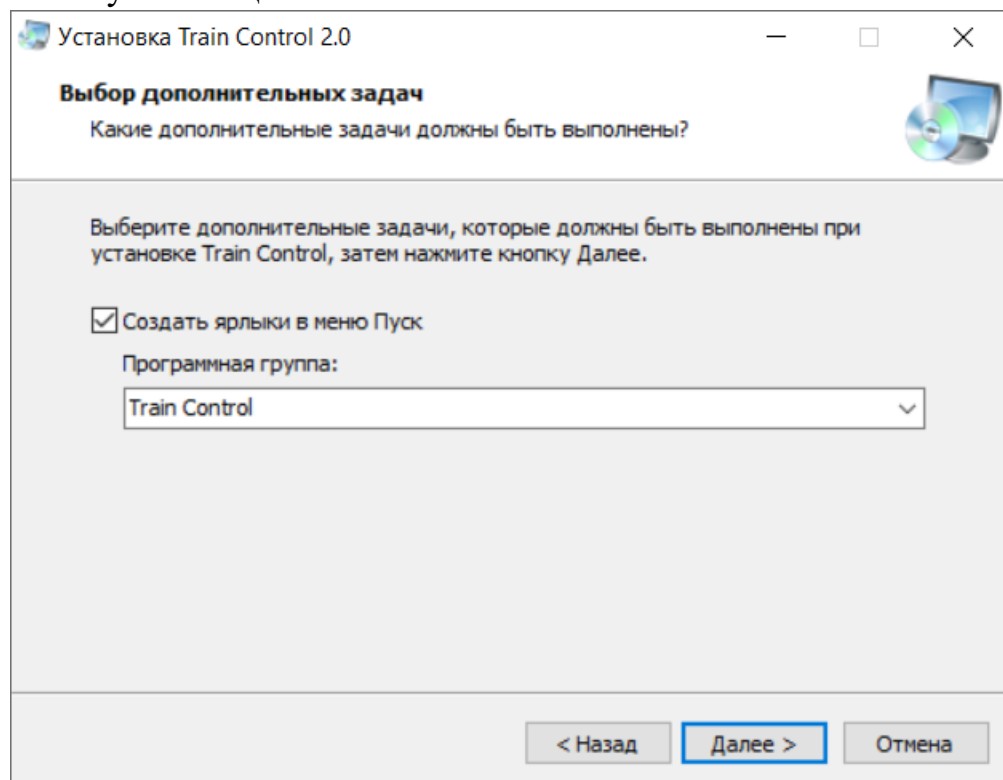 Установка Train Control 2.0
Выбор дополнительных задач
Какие дополнительные задачи должны быть выполнены?
Выберите дополнительные задачи, которые должны быть выполнены при
установке Train Control, затем нажмите кнопку Далее.
Создать ярлыки в меню Пуск
Программная группа:
Train Control
< Назад
Далее >
Отмена